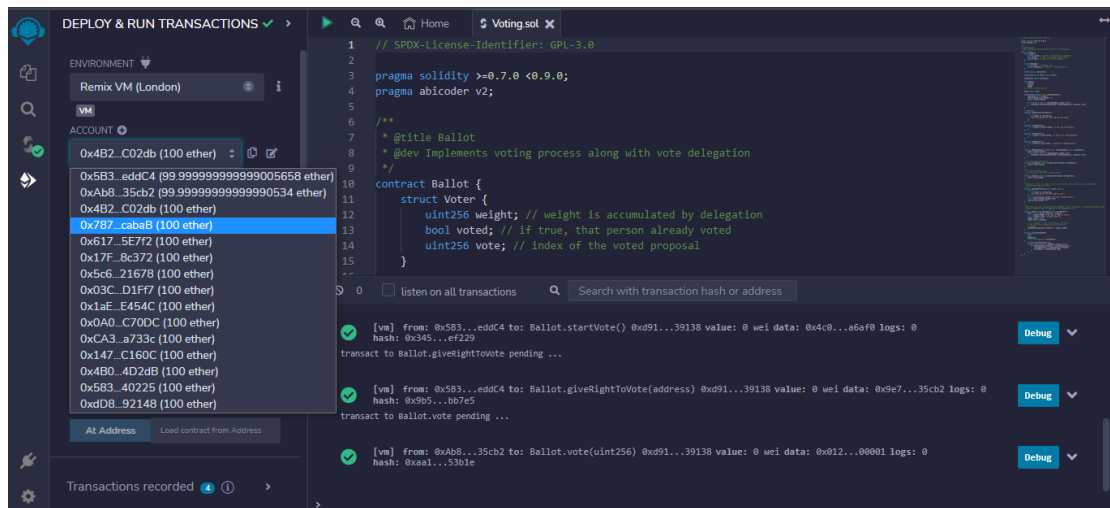 DEPLOY & RUN TRANSACTIONS
ENVIRONMENT
Remix VM (London)
VM
ACCOUNT
0x4B2...C02db (100 ether)
0x5B3...eddC4 (99.999999999999005658 ether)
0xAb8...35cb2 (99.99999999999990534 ether)
0x4B2...C02db (100 ether)
0x787...cabaB (100 ether)
0x617...5E7f2 (100 ether)
0x17F...8c372 (100 ether)
0x5c6...21678 (100 ether)
0x03C...D1Ff7 (100 ether)
0x1aE...E454C (100 ether)
0x0A0...C70DC (100 ether)
0xCA3...a733c (100 ether)
0x147...C160C (100 ether)
0x4B0...4D2dB (100 ether)
0x583...40225 (100 ether)
0xdD8...92148 (100 ether)
At Address Load contract from Address
Transactions recorded 4 i
Home Voting.sol
1 // SPDX-License-Identifier: GPL-3.0
2
3 pragma solidity >=0.7.0 <0.9.0;
4 pragma abicoder v2;
5
6 /**
7 * @title Ballot
8 * @dev Implements voting process along with vote delegation
9 */
10 contract Ballot {
11 struct Voter {
12 uint256 weight; // weight is accumulated by delegation
13 bool voted; // if true, that person already voted
14 uint256 vote; // index of the voted proposal
15 }
0 listen on all transactions Search with transaction hash or address
[vm] from: 0x5B3...eddC4 to: Ballot.startVote() 0xd91...39138 value: 0 wei data: 0x4c0...a6af0 logs: 0
hash: 0x345...ef229
Debug
transact to Ballot.giveRightToVote pending ...
[vm] from: 0x5B3...eddC4 to: Ballot.giveRightToVote(address) 0xd91...39138 value: 0 wei data: 0x9e7...35cb2 logs: 0
hash: 0x9b5...bb7e5
Debug
transact to Ballot.vote pending ...
[vm] from: 0xAb8...35cb2 to: Ballot.vote(uint256) 0xd91...39138 value: 0 wei data: 0x012...00001 logs: 0
hash: 0xaa1...53b1e
Debug
>